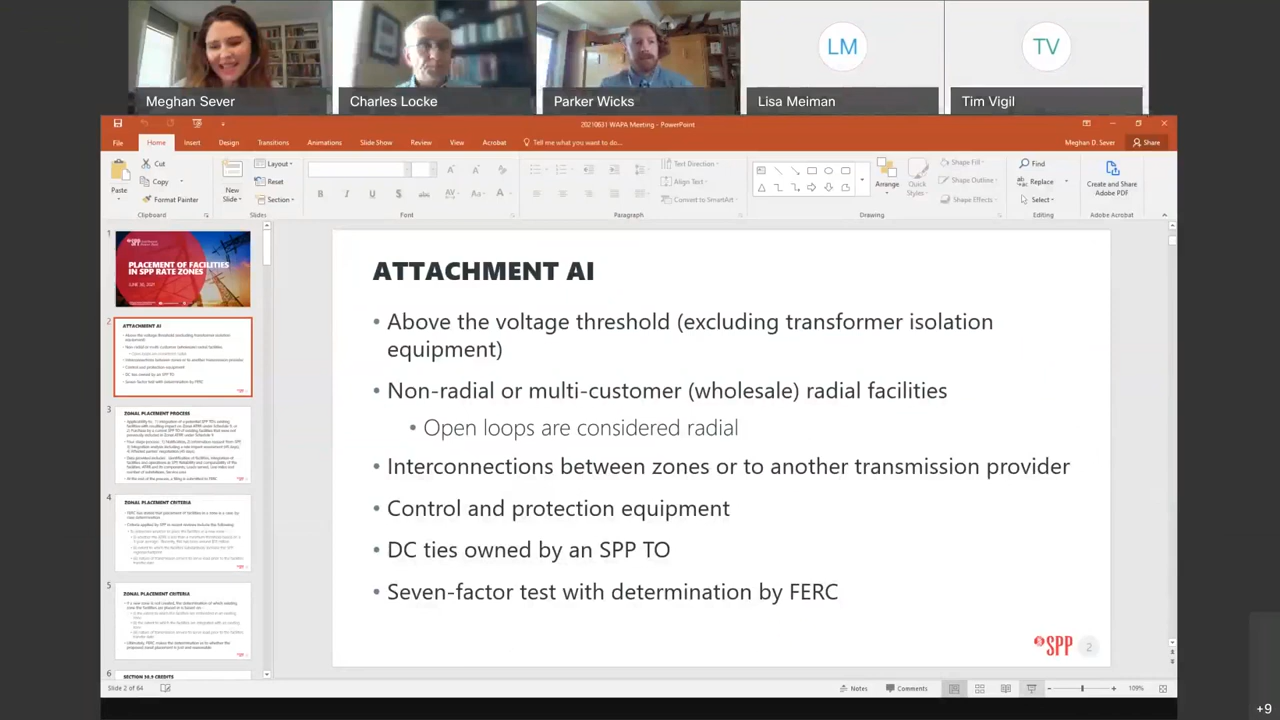 LM
TV
Meghan Sever
Charles Locke
Parker Wicks
Lisa Meiman
Tim Vigil
20210631 WAPA Meeting - PowerPoint
File
Home
Insert
Design
Transitions
Animations
Slide Show
Review
View
Acrobat
Tell me what you want to do...
Meghan D. Sever
Share
Paste
Cut
Copy
Format Painter
Clipboard
New
Slide
Layout
Reset
Section
Slides
Font
Text Direction
Align Text
Convert to SmartArt
Paragraph
Arrange
Quick
Styles
Shape Fill
Shape Outline
Shape Effects
Drawing
Find
Replace
Select
Editing
Create and Share
Adobe PDF
Adobe Acrobat
1
SPP
PLACEMENT OF FACILITIES
IN SPP RATE ZONES
JUNE 30, 2021
2
ATTACHMENT AI
3
ZONAL PLACEMENT PROCESS
4
ZONAL PLACEMENT CRITERIA
5
ZONAL PLACEMENT CRITERIA
6
SECTION 30.9 CREDITS
ATTACHMENT AI
• Above the voltage threshold (excluding transformer isolation
equipment)
• Non-radial or multi-customer (wholesale) radial facilities
• Open loops are considered radial
• Interconnections between zones or to another transmission provider
• Control and protection equipment
• DC ties owned by an SPP TO
• Seven-factor test with determination by FERC
SPP
2
Slide 2 of 64
Notes
Comments
109%
+9